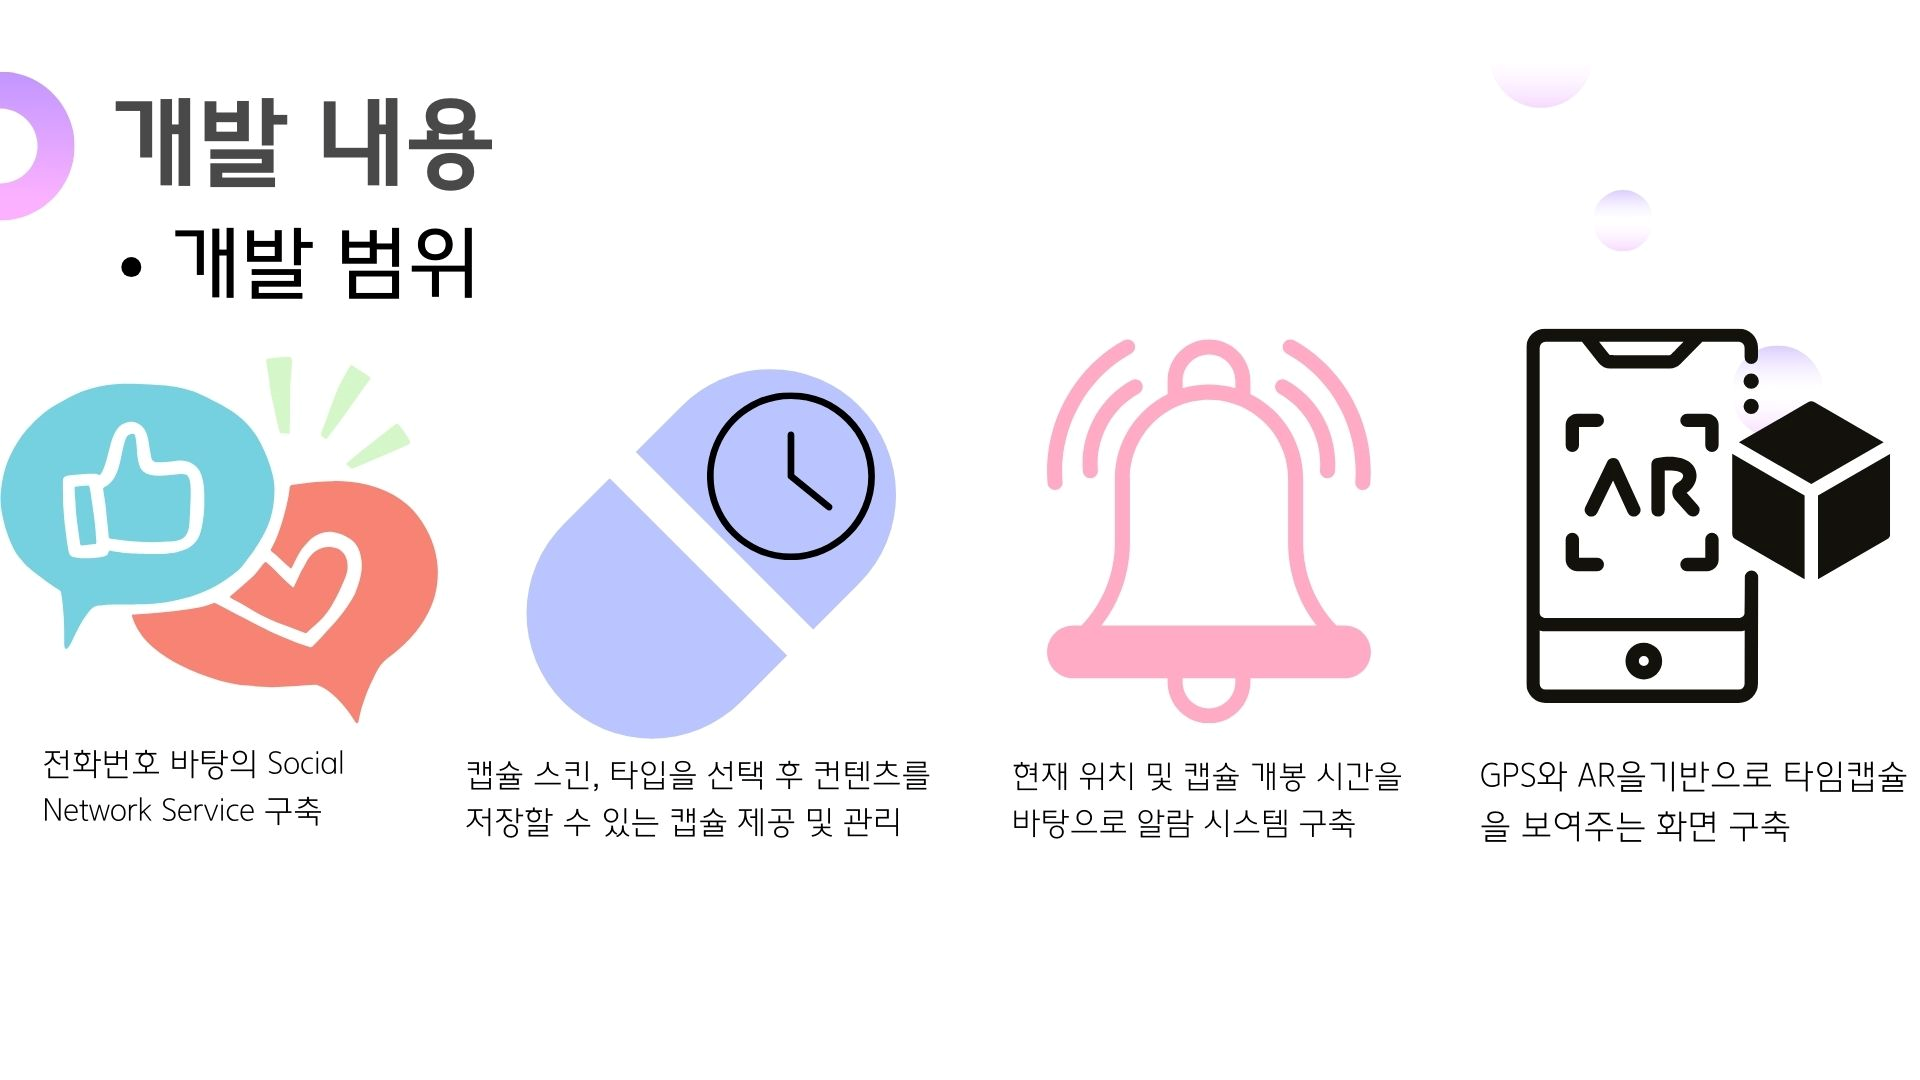 개발 내용
• 개발 범위
AR
전화번호 바탕의 Social
Network Service 구축
캡슐 스킨, 타입을 선택 후 컨텐츠를
저장할 수 있는 캡슐 제공 및 관리
현재 위치 및 캡슐 개봉 시간을
바탕으로 알람 시스템 구축
GPS와 AR을기반으로 타임캡슐
을 보여주는 화면 구축